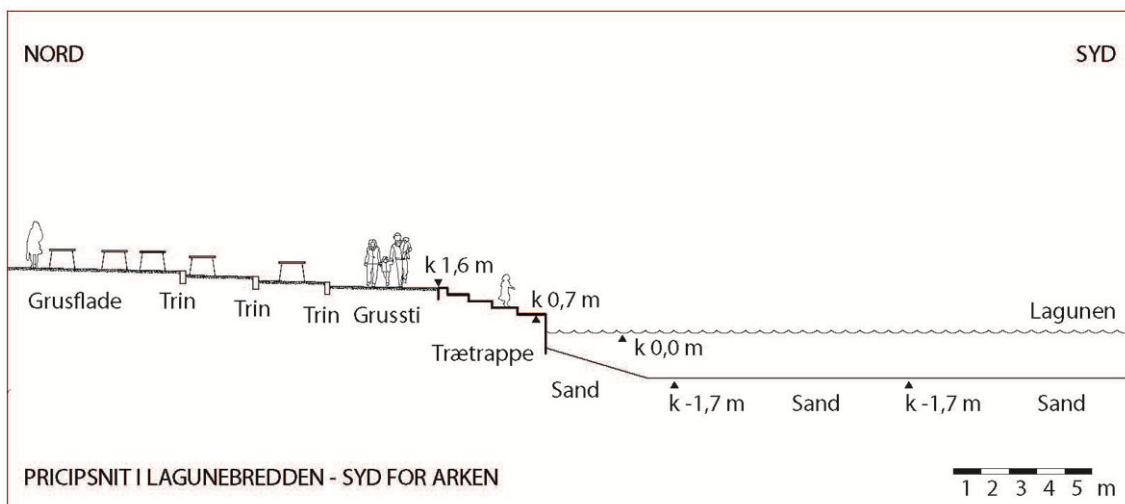 NORD
SYD
k 1,6 m
k 0,7 m
Grusflade
Trin
Trin
Trin
Grussti
Lagunen
Trætrappe
k 0,0 m
Sand
k -1,7 m
Sand
k -1,7 m
Sand
PRICIPSNIT I LAGUNEBREDDEN - SYD FOR ARKEN
1 2 3 4 5 m